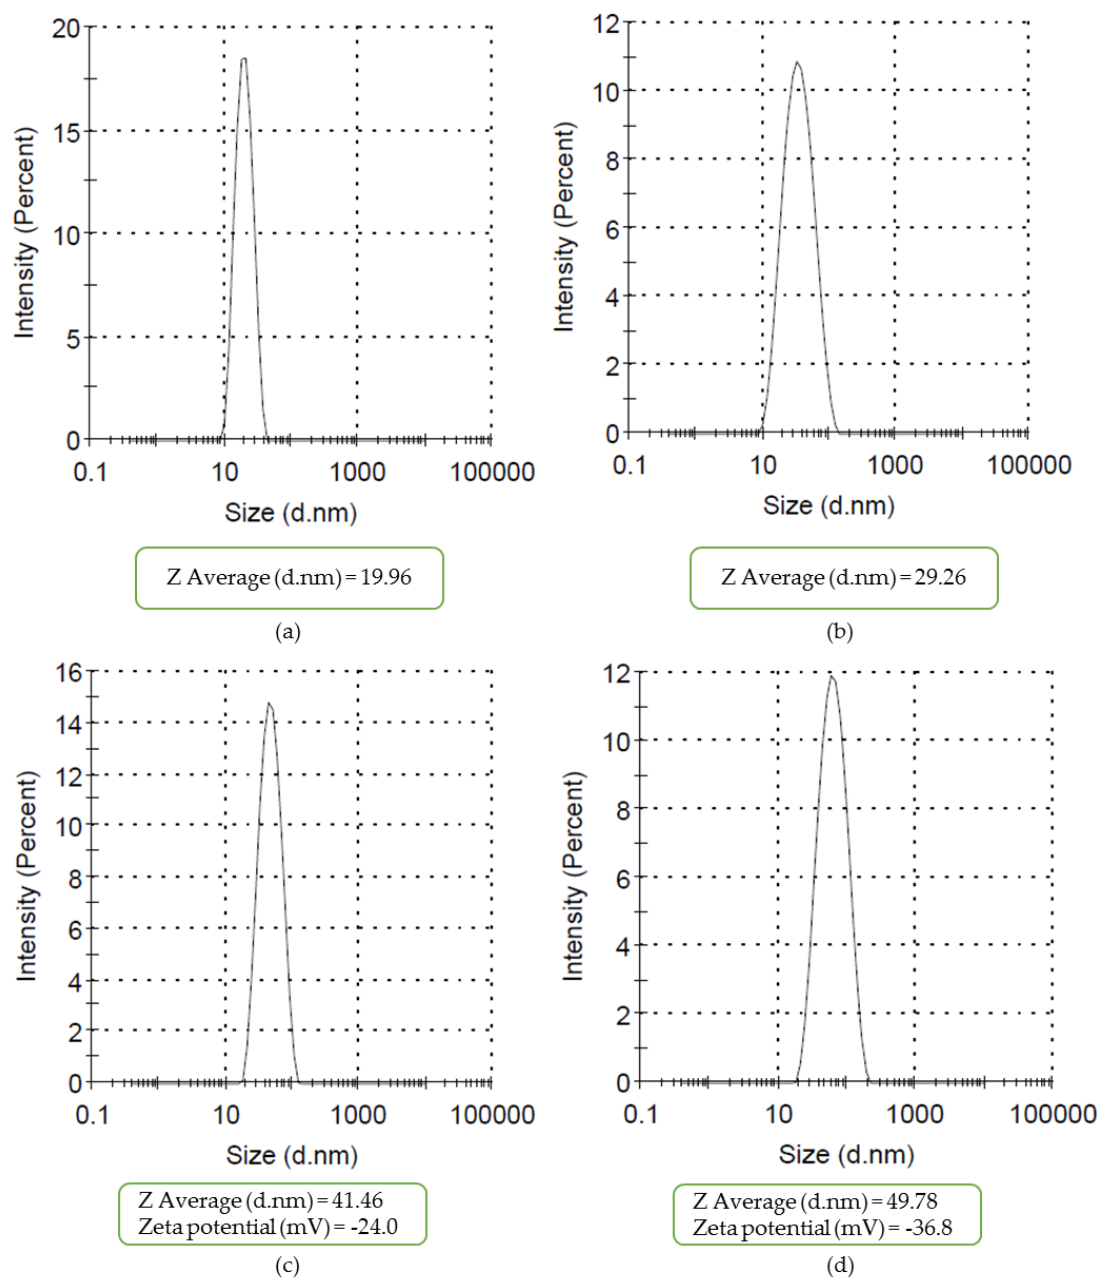 20
15
10
5
0
0.1 10 1000 100000
Intensity (Percent)
Size (d.nm)
Z Average (d.nm) = 19.96
(a)
12
10
8
6
4
2
0
0.1 10 1000 100000
Intensity (Percent)
Size (d.nm)
Z Average (d.nm) = 29.26
(b)
16
14
12
10
8
6
4
2
0
0.1 10 1000 100000
Intensity (Percent)
Size (d.nm)
Z Average (d.nm) = 41.46
Zeta potential (mV) = -24.0
(c)
12
10
8
6
4
2
0
0.1 10 1000 100000
Intensity (Percent)
Size (d.nm)
Z Average (d.nm) = 49.78
Zeta potential (mV) = -36.8
(d)